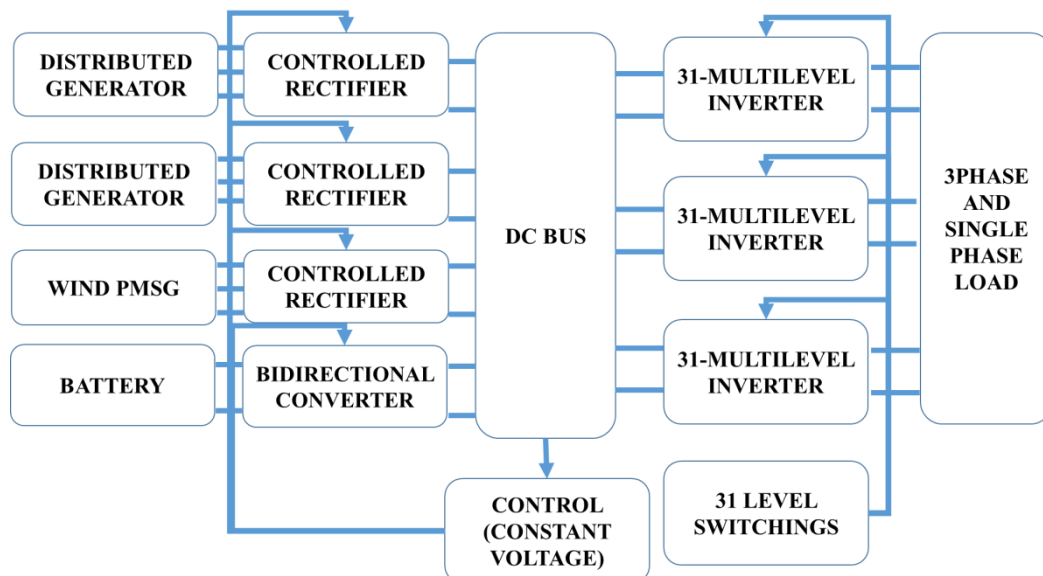 DISTRIBUTED
GENERATOR
CONTROLLED
RECTIFIER
DISTRIBUTED
GENERATOR
CONTROLLED
RECTIFIER
WIND PMSG
CONTROLLED
RECTIFIER
BATTERY
BIDIRECTIONAL
CONVERTER
DC BUS
CONTROL
(CONSTANT
VOLTAGE)
31-MULTILEVEL
INVERTER
31-MULTILEVEL
INVERTER
31-MULTILEVEL
INVERTER
31 LEVEL
SWITCHINGS
3PHASE
AND
SINGLE
PHASE
LOAD